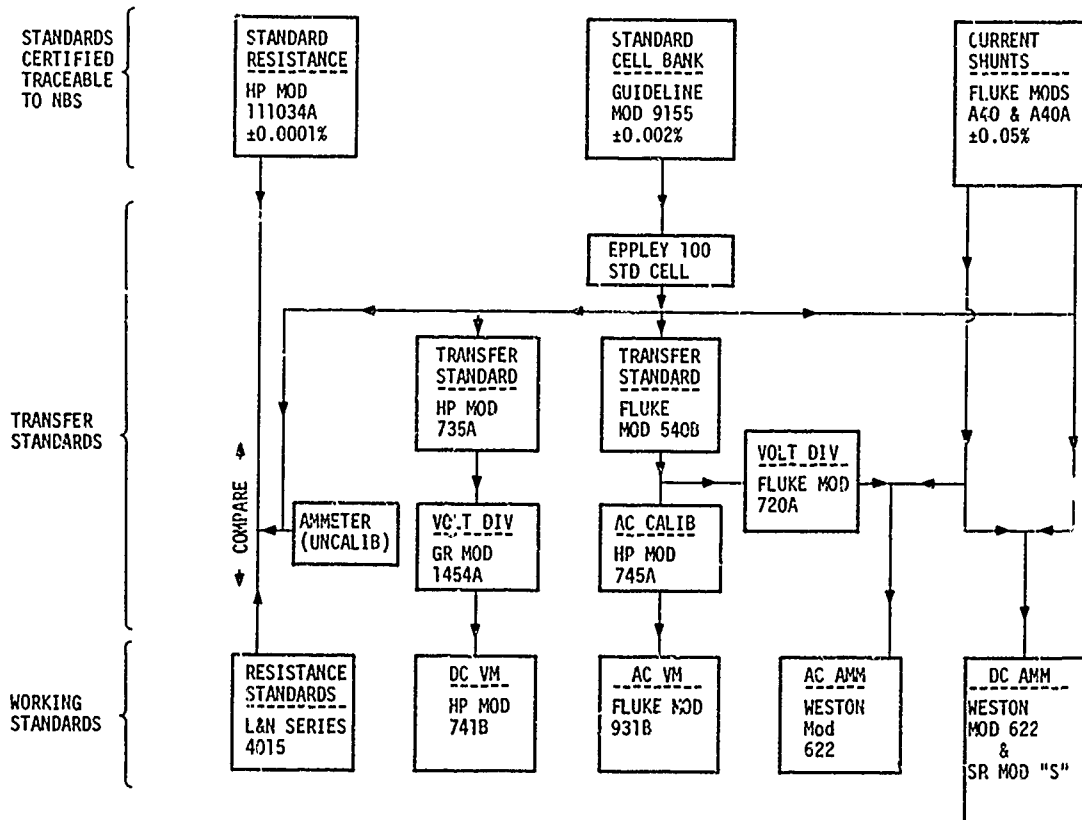 STANDARDS
CERTIFIED
TRACEABLE
TO NBS
STANDARD
RESISTANCE
HP MOD
111034A
±0.0001%
STANDARD
CELL BANK
GUIDELINE
MOD 9155
±0.002%
CURRENT
SHUNTS
FLUKE MODS
A40 & A40A
±0.05%
EPPLEY 100
STD CELL
TRANSFER
STANDARDS
TRANSFER
STANDARD
HP MOD
735A
TRANSFER
STANDARD
FLUKE
MOD 540B
VOLT DIV
FLUKE MOD
720A
COMPARE
AMMETER
(UNCALIB)
VOLT DIV
GR MOD
1454A
AC CALIB
HP MOD
745A
WORKING
STANDARDS
RESISTANCE
STANDARDS
L&N SERIES
4015
DC VM
HP MOD
741B
AC VM
FLUKE MOD
931B
AC AMM
WESTON
Mod
622
DC AMM
WESTON
MOD 622
&
SR MOD "S"